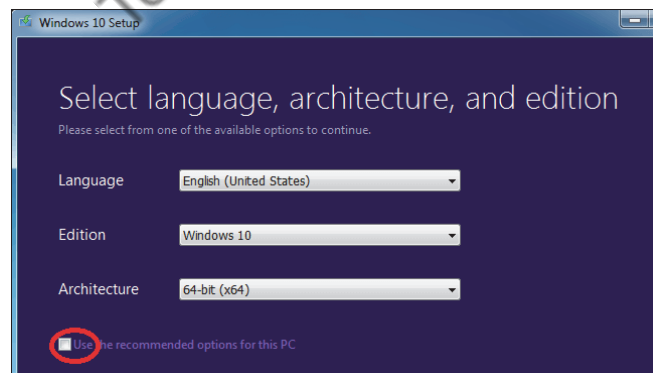 Windows 10 Setup
Select language, architecture, and edition
Please select from one of the available options to continue.
Language
English (United States)
Edition
Windows 10
Architecture
64-bit (x64)
Use the recommended options for this PC